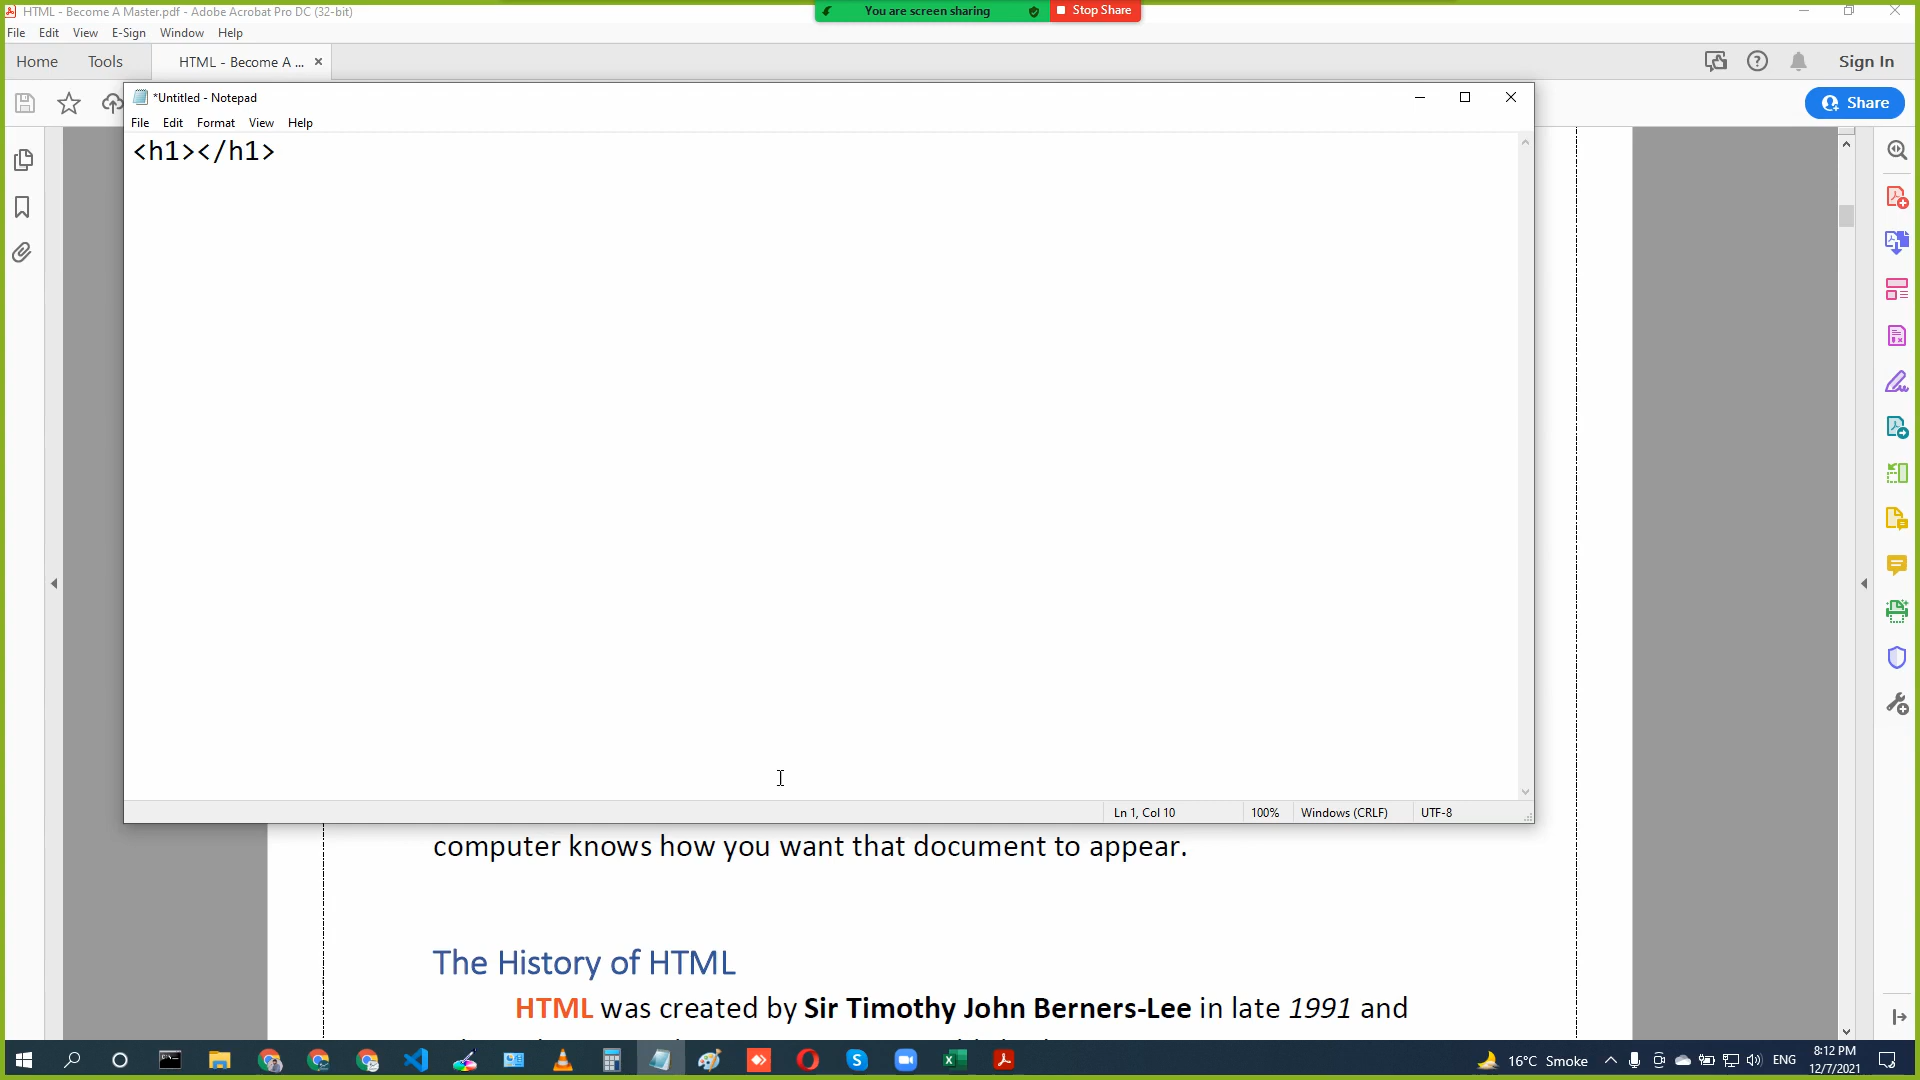 HTML - Become A Master.pdf - Adobe Acrobat Pro DC (32-bit)
You are screen sharing
Stop Share
File Edit View E-Sign Window Help
Home Tools HTML - Become A ...
Sign In
Share
*Untitled - Notepad
File Edit Format View Help
<h1></h1>
Ln 1, Col 10 100% Windows (CRLF) UTF-8
computer knows how you want that document to appear.
The History of HTML
HTML was created by Sir Timothy John Berners-Lee in late 1991 and
16°C Smoke
ENG
8:12 PM
12/7/2021